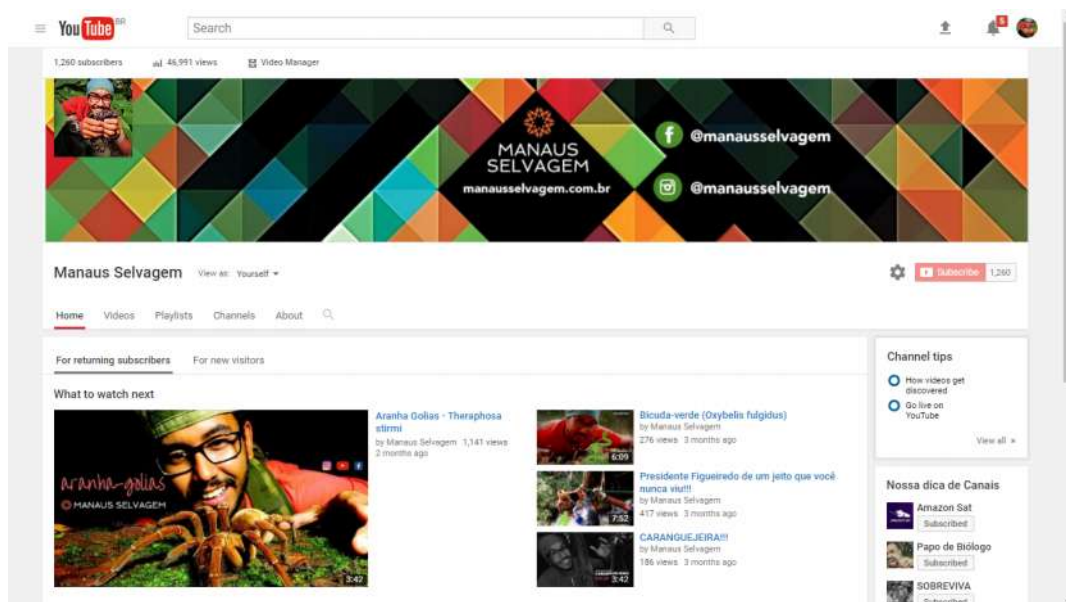 YouTube BR
Search
5
1,260 subscribers
46,991 views
Video Manager
MANAUS
SELVAGEM
manausselvagem.com.br
f @manausselvagem
@manausselvagem
Manaus Selvagem
View as: Yourself
Subscribe 1,260
Home
Videos
Playlists
Channels
About
For returning subscribers
For new visitors
What to watch next
aranha-golias
MANAUS SELVAGEM
3:42
Aranha Golias - Theraphosa
stirmi
by Manaus Selvagem 1,141 views
2 months ago
6:09
Bicuda-verde (Oxybelis fulgidus)
by Manaus Selvagem
276 views 3 months ago
7:52
Presidente Figueiredo de um jeito que você
nunca viu!!!
by Manaus Selvagem
417 views 3 months ago
3:42
CARANGUEJEIRA!!!
by Manaus Selvagem
186 views 3 months ago
Channel tips
How videos get
discovered
Go live on
YouTube
View all »
Nossa dica de Canais
Amazon Sat
Subscribed
Papo de Biólogo
Subscribed
SOBREVIVA
Subscribed